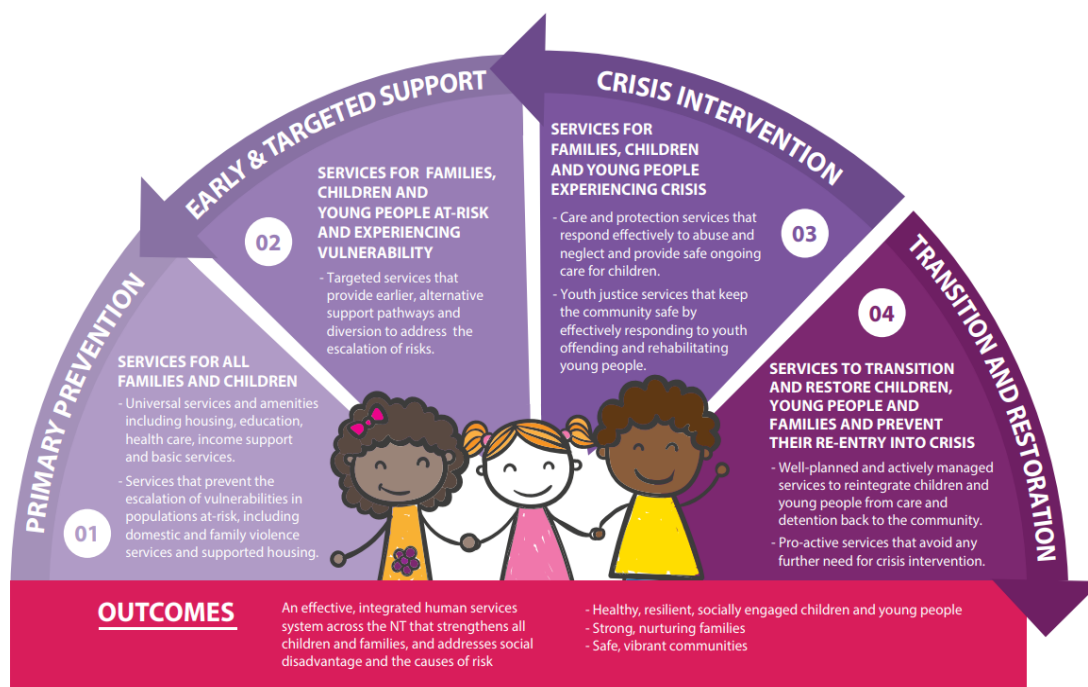 PRIMARY PREVENTION
01
SERVICES FOR ALL
FAMILIES AND CHILDREN
- Universal services and amenities
including housing, education,
health care, income support
and basic services.
- Services that prevent the
escalation of vulnerabilities in
populations at-risk, including
domestic and family violence
services and supported housing.
EARLY & TARGETED SUPPORT
02
SERVICES FOR FAMILIES,
CHILDREN AND
YOUNG PEOPLE AT-RISK
AND EXPERIENCING
VULNERABILITY
- Targeted services that
provide earlier, alternative
support pathways and
diversion to address the
escalation of risks.
CRISIS INTERVENTION
SERVICES FOR
FAMILIES, CHILDREN
AND YOUNG PEOPLE
EXPERIENCING CRISIS
03
- Care and protection services that
respond effectively to abuse and
neglect and provide safe ongoing
care for children.
- Youth justice services that keep
the community safe by
effectively responding to youth
offending and rehabilitating
young people.
TRANSITION AND RESTORATION
04
SERVICES TO TRANSITION
AND RESTORE CHILDREN,
YOUNG PEOPLE AND
FAMILIES AND PREVENT
THEIR RE-ENTRY INTO CRISIS
- Well-planned and actively managed
services to reintegrate children and
young people from care and
detention back to the community.
- Pro-active services that avoid any
further need for crisis intervention.
OUTCOMES
An effective, integrated human services
system across the NT that strengthens all
children and families, and addresses social
disadvantage and the causes of risk
- Healthy, resilient, socially engaged children and young people
- Strong, nurturing families
- Safe, vibrant communities